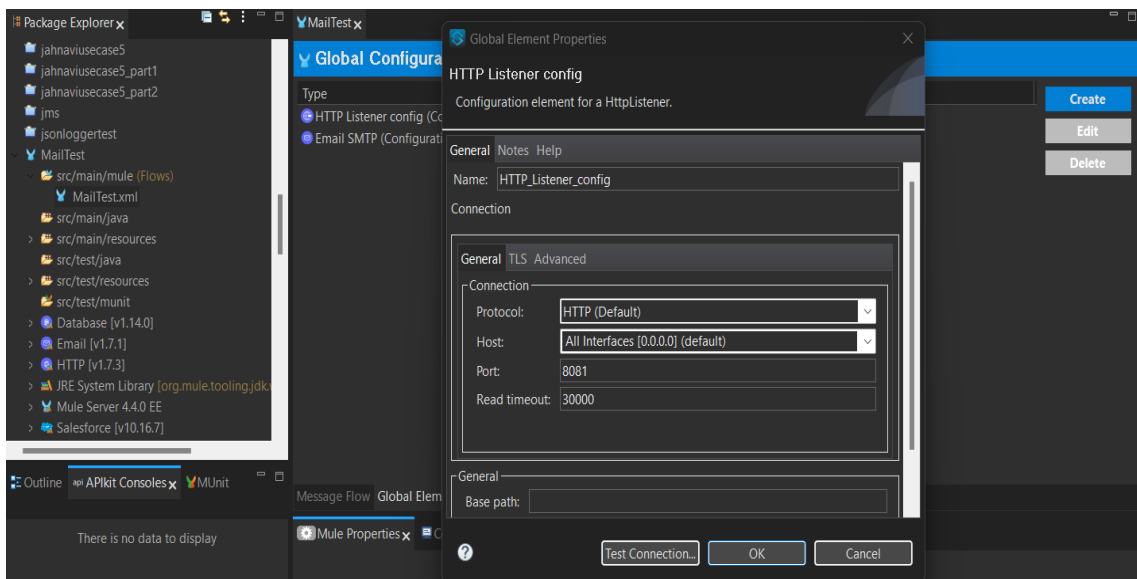 Package Explorer
jahnaviusecase5
jahnaviusecase5_part1
jahnaviusecase5_part2
jms
jsonloggertest
MailTest
src/main/mule (Flows)
MailTest.xml
src/main/java
src/main/resources
src/test/java
src/test/resources
src/test/munit
Database [v1.14.0]
Email [v1.7.1]
HTTP [v1.7.3]
JRE System Library [org.mule.tooling.jdk.
Mule Server 4.4.0 EE
Salesforce [v10.16.7]
Outline api APIkit Consoles MUnit
There is no data to display
MailTest
Global Configura
Type
HTTP Listener config (Co
Email SMTP (Configurati
Create
Edit
Delete
Message Flow Global Elem
Mule Properties
Global Element Properties
HTTP Listener config
Configuration element for a HttpListener.
General Notes Help
Name: HTTP_Listener_config
Connection
General TLS Advanced
Connection
Protocol: HTTP (Default)
Host: All Interfaces [0.0.0.0] (default)
Port: 8081
Read timeout: 30000
General
Base path:
? Test Connection... OK Cancel